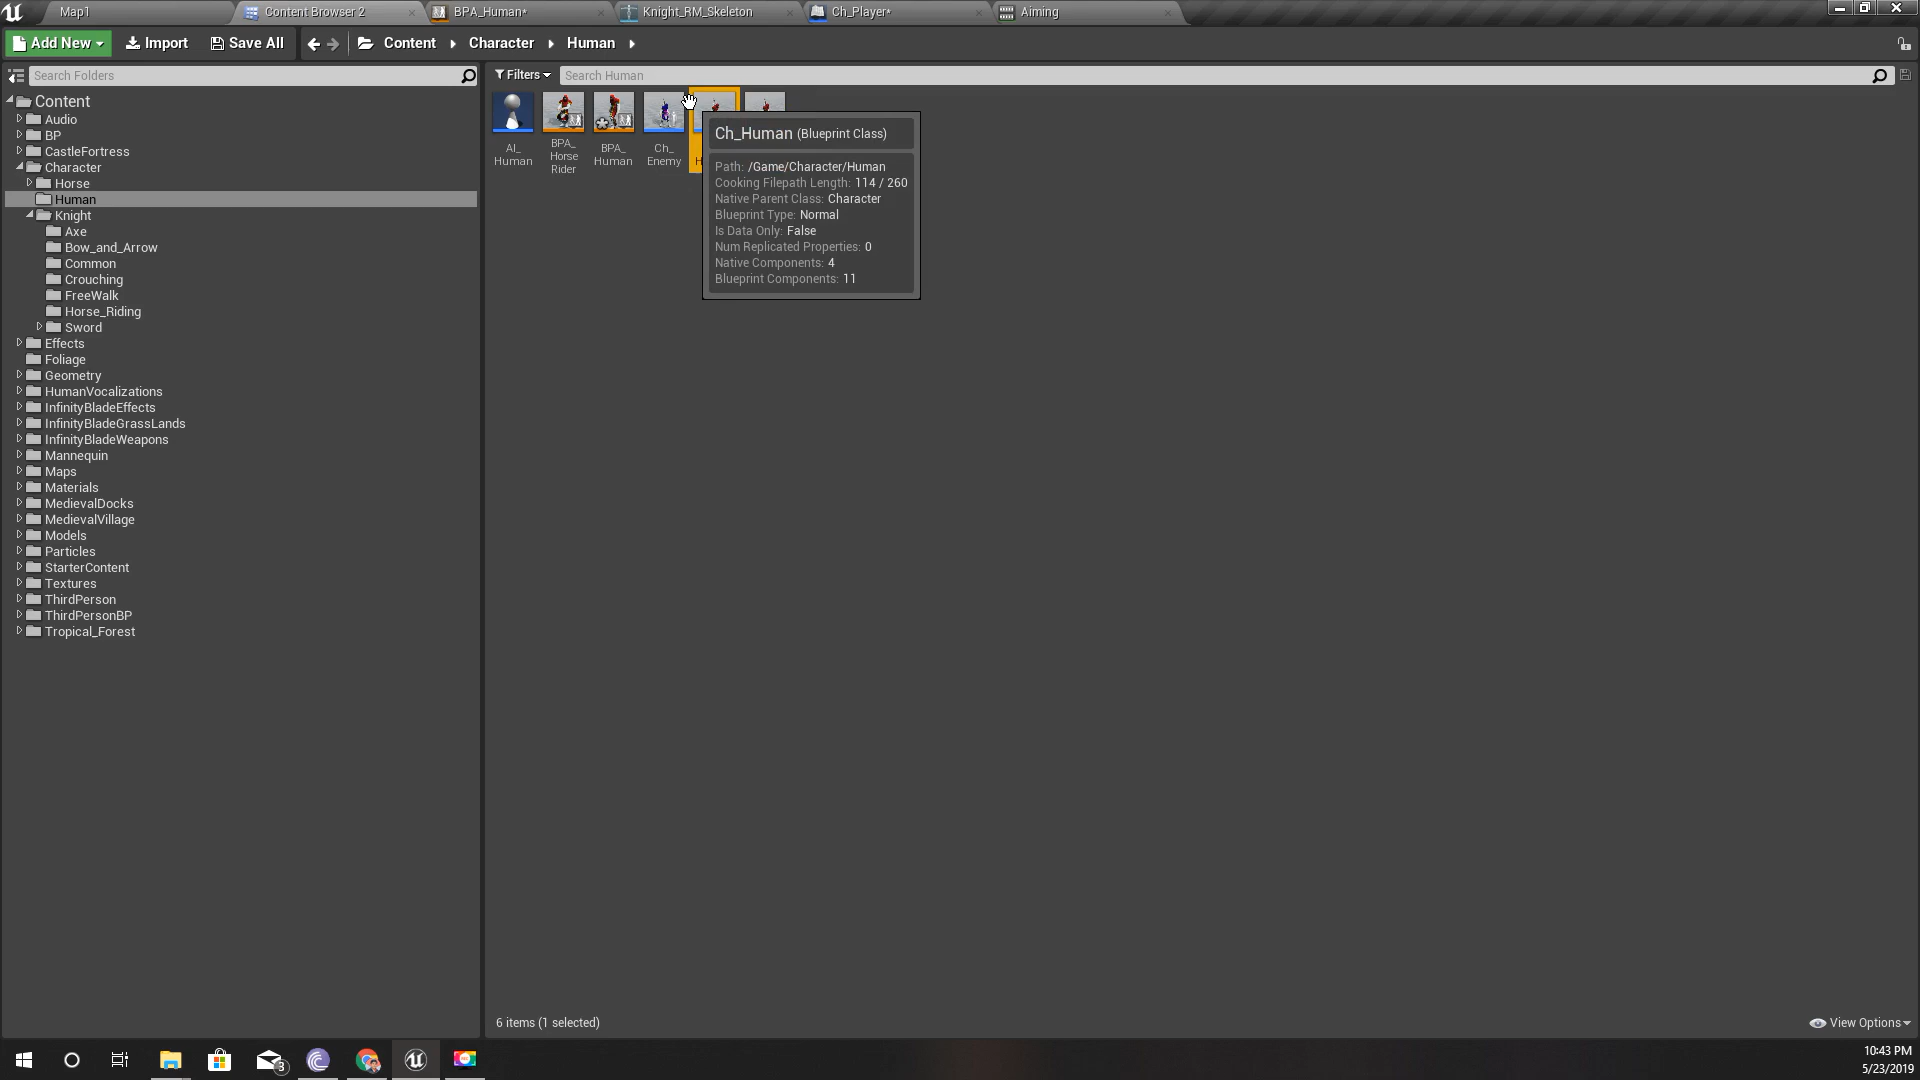 Map1
Content Browser 2
BPA_Human*
Knight_RM_Skeleton
Ch_Player*
Aiming
Add New
Import
Save All
Content
Character
Human
Search Folders
Filters
Search Human
Content
Audio
BP
CastleFortress
Character
Horse
Human
Knight
Axe
Bow_and_Arrow
Common
Crouching
FreeWalk
Horse_Riding
Sword
Effects
Foliage
Geometry
HumanVocalizations
InfinityBladeEffects
InfinityBladeGrassLands
InfinityBladeWeapons
Mannequin
Maps
Materials
MedievalDocks
MedievalVillage
Models
Particles
StarterContent
Textures
ThirdPerson
ThirdPersonBP
Tropical_Forest
AI_
Human
BPA_
Horse
Rider
BPA_
Human
Ch_
Enemy
H
Ch_Human (Blueprint Class)
Path: /Game/Character/Human
Cooking Filepath Length: 114 / 260
Native Parent Class: Character
Blueprint Type: Normal
Is Data Only: False
Num Replicated Properties: 0
Native Components: 4
Blueprint Components: 11
6 items (1 selected)
View Options
3
10:43 PM
5/23/2019